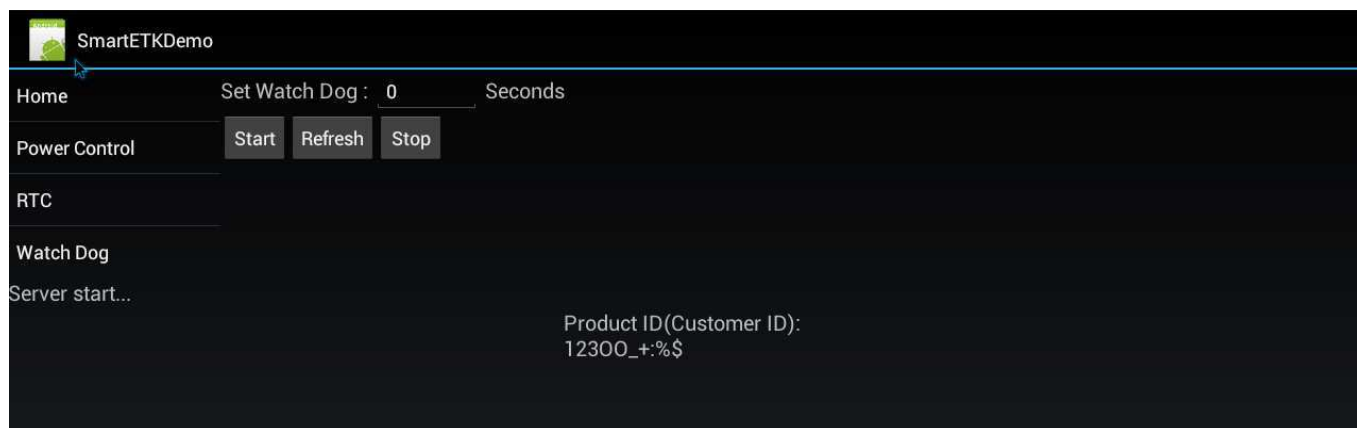 SmartETKDemo
Home
Power Control
RTC
Watch Dog
Server start...
Set Watch Dog : 0 Seconds
Start Refresh Stop
Product ID(Customer ID):
123OO_+:%$